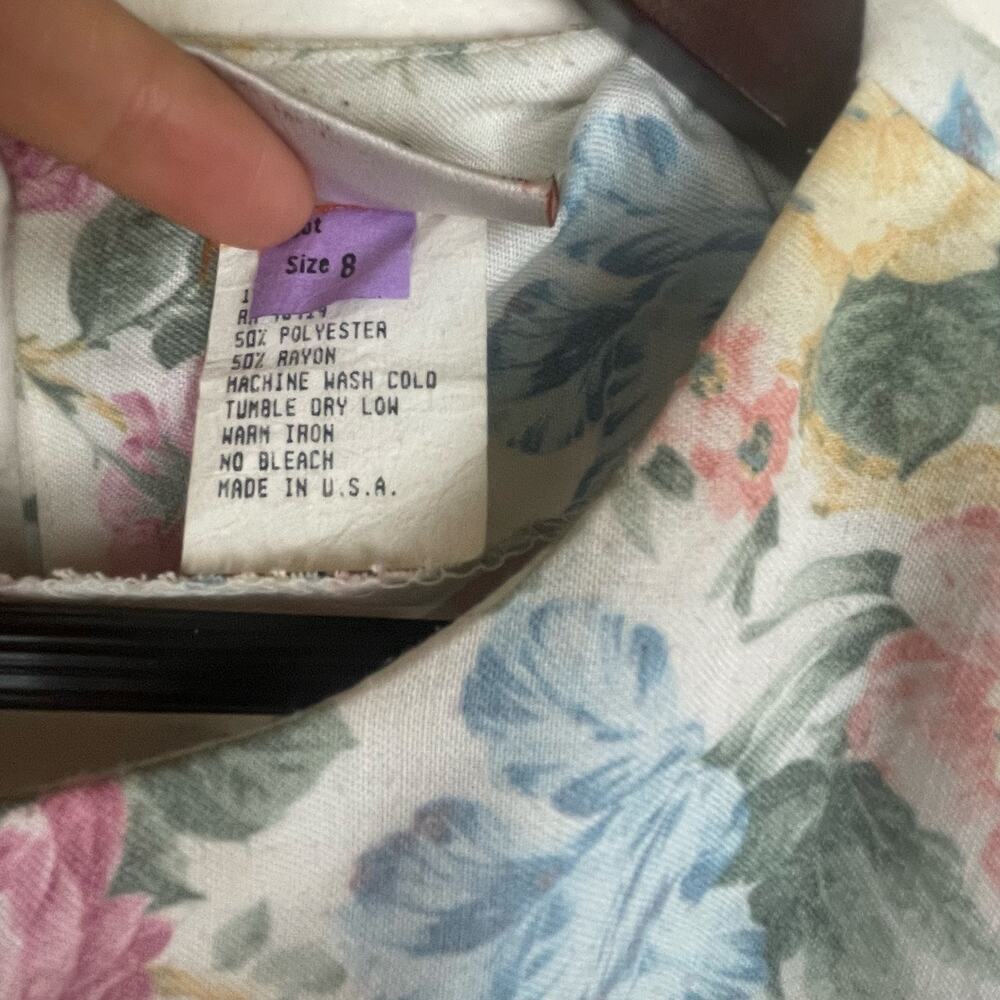 Size 8
50% POLYESTER
50% RAYON
MACHINE WASH COLD
TUMBLE DRY LOW
WARM IRON
NO BLEACH
MADE IN U.S.A.